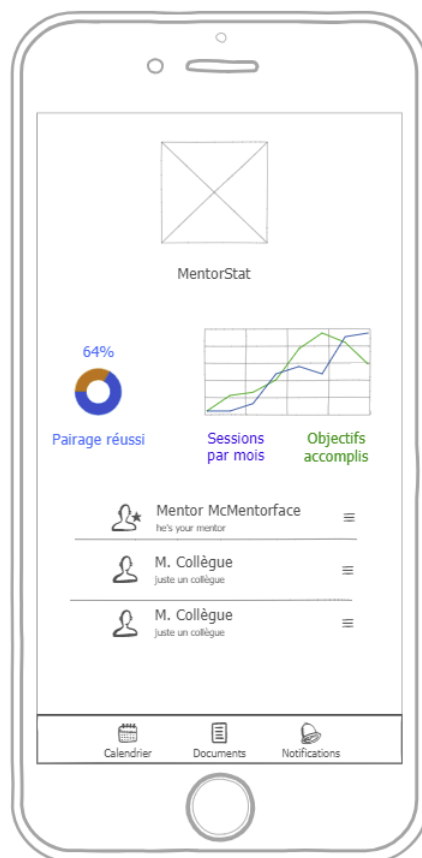 MentorStat
64%
Pairage réussi
Sessions
par mois
Objectifs
accomplis
Mentor McMentorface
he's your mentor
M. Collègue
juste un collègue
M. Collègue
juste un collègue
Calendrier
Documents
Notifications